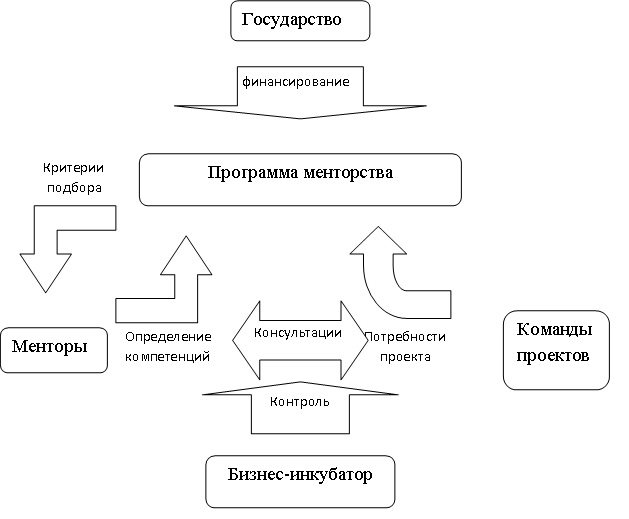 Государство
финансирование
Программа менторства
Критерии
подбора
Менторы
Определение
компетенций
Консультации
Потребности
проекта
Команды
проектов
Контроль
Бизнес-инкубатор